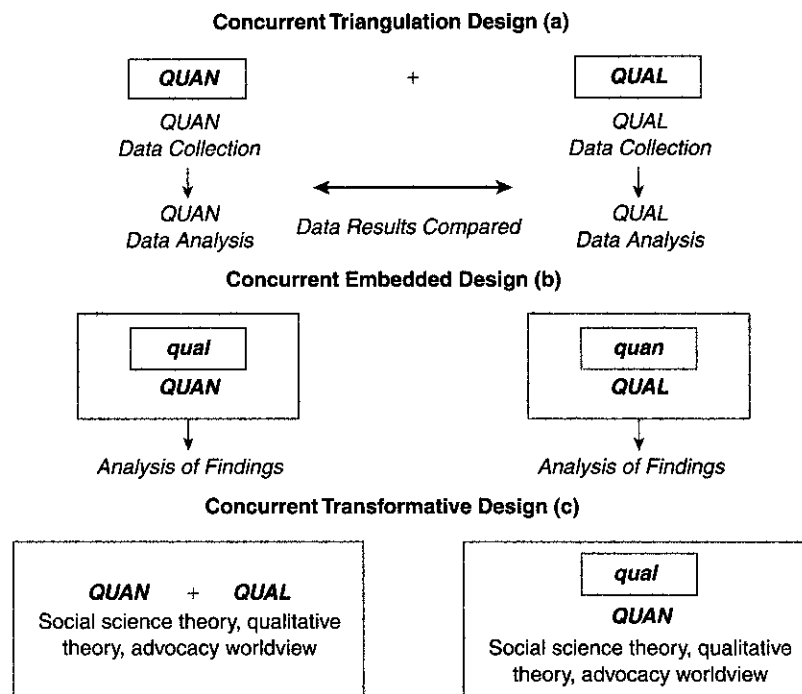 Concurrent Triangulation Design (a)
QUAN + QUAL
QUAN
Data Collection
QUAL
Data Collection
QUAN
Data Analysis
Data Results Compared
QUAL
Data Analysis
Concurrent Embedded Design (b)
qual
QUAN
quan
QUAL
Analysis of Findings
Analysis of Findings
Concurrent Transformative Design (c)
QUAN + QUAL
Social science theory, qualitative
theory, advocacy worldview
qual
QUAN
Social science theory, qualitative
theory, advocacy worldview